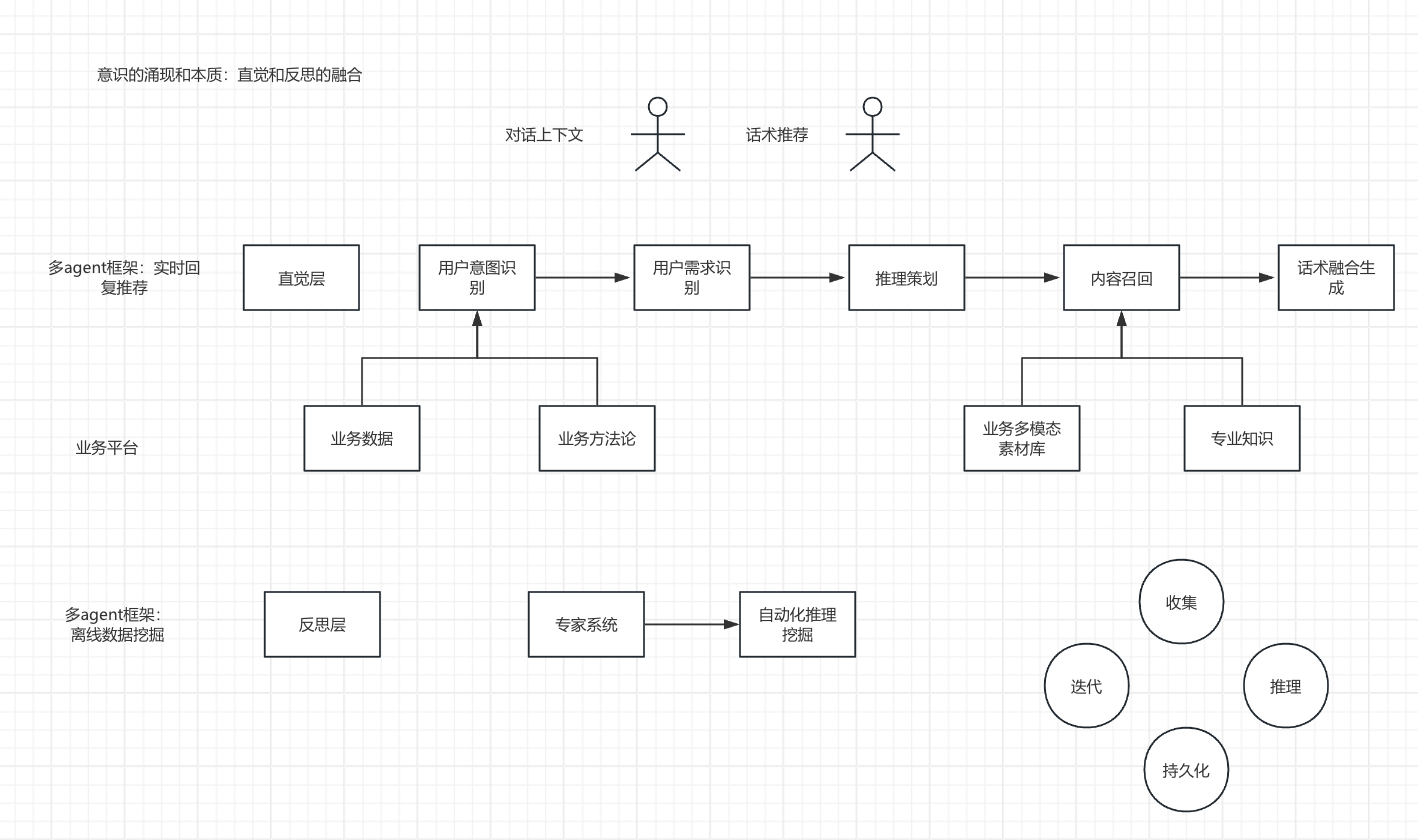 意识的涌现和本质：直觉和反思的融合
对话上下文
话术推荐
多agent框架：实时回
复推荐
直觉层
用户意图识
别
用户需求识
别
推理策划
内容召回
话术融合生
成
业务平台
业务数据
业务方法论
业务多模态
素材库
专业知识
多agent框架：
离线数据挖掘
反思层
专家系统
自动化推理
挖掘
收集
迭代
推理
持久化